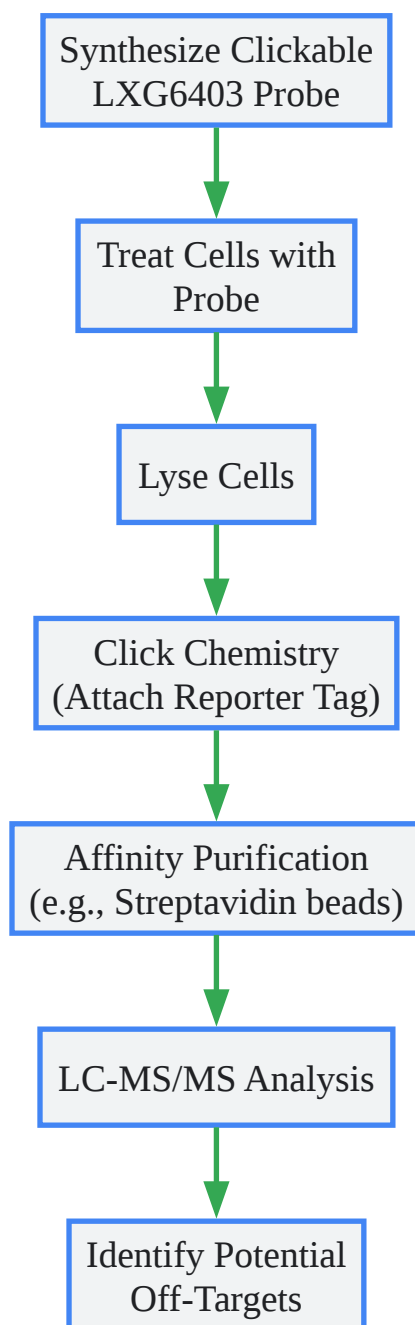 Synthesize Clickable
LXG6403 Probe
Treat Cells with
Probe
Lyse Cells
Click Chemistry
(Attach Reporter Tag)
Affinity Purification
(e.g., Streptavidin beads)
LC-MS/MS Analysis
Identify Potential
Off-Targets